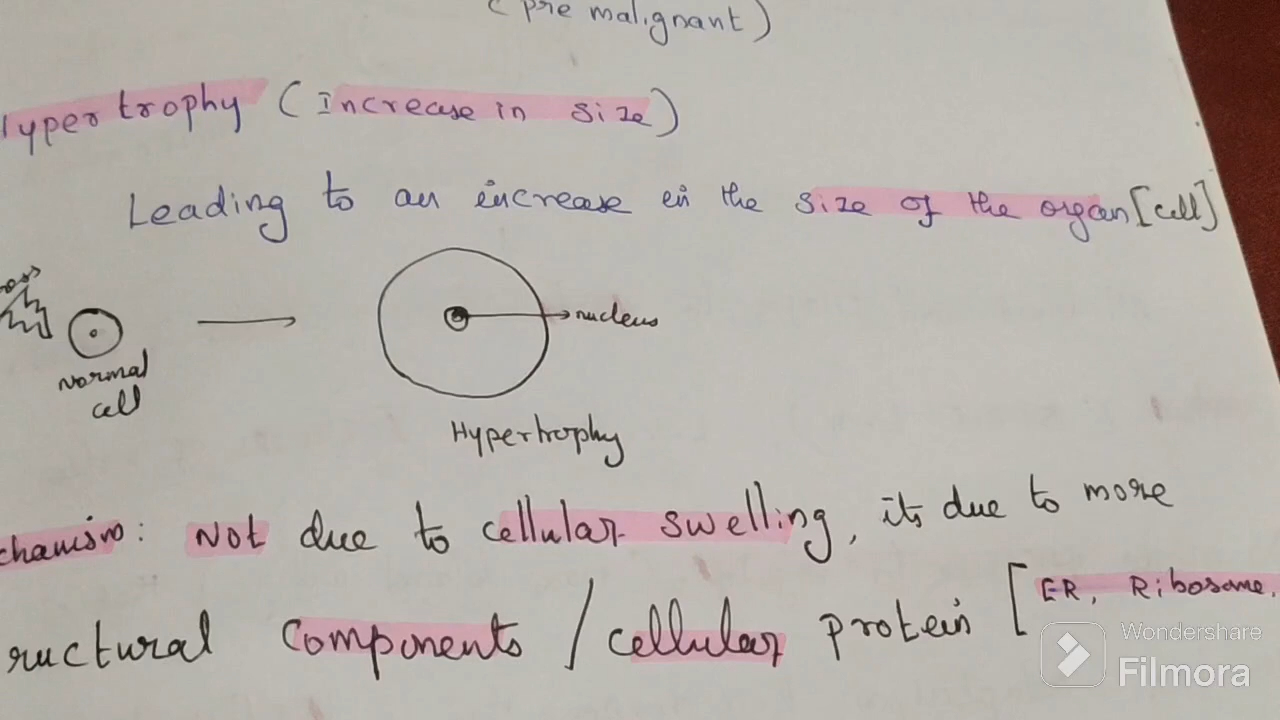 (pre malignant)
Hypertrophy (Increase in size)
Leading to an increase in the size of the organ [cell]
nucleus
Normal
cell
Hypertrophy
chanism: Not due to cellular swelling, its due to more
ructural components / cellular protein [ER, Ribosome,
Wondershare
Filmora